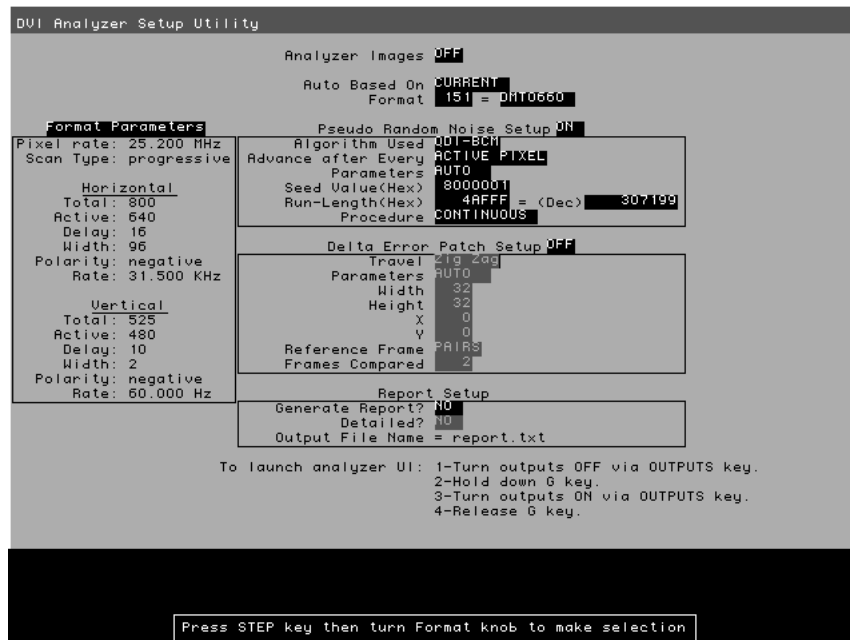 DVI Analyzer Setup Utility
Analyzer Images OFF
Auto Based On CURRENT
Format 151 = DMT0660
Format Parameters
Pixel rate: 25.200 MHz
Scan Type: progressive
Horizontal
Total: 800
Active: 640
Delay: 16
Width: 96
Polarity: negative
Rate: 31.500 KHz
Vertical
Total: 525
Active: 480
Delay: 10
Width: 2
Polarity: negative
Rate: 60.000 Hz
Pseudo Random Noise Setup ON
Algorithm Used QDI-BCM
Advance after Every ACTIVE PIXEL
Parameters AUTO
Seed Value(Hex) 8000001
Run-Length(Hex) 4AFFF = (Dec) 307199
Procedure CONTINUOUS
Delta Error Patch Setup OFF
Travel Zig Zag
Parameters AUTO
Width 32
Height 32
X 0
Y 0
Reference Frame PAIRS
Frames Compared 2
Report Setup
Generate Report? NO
Detailed? NO
Output File Name = report.txt
To launch analyzer UI: 1-Turn outputs OFF via OUTPUTS key.
2-Hold down G key.
3-Turn outputs ON via OUTPUTS key.
4-Release G key.
Press STEP key then turn Format knob to make selection